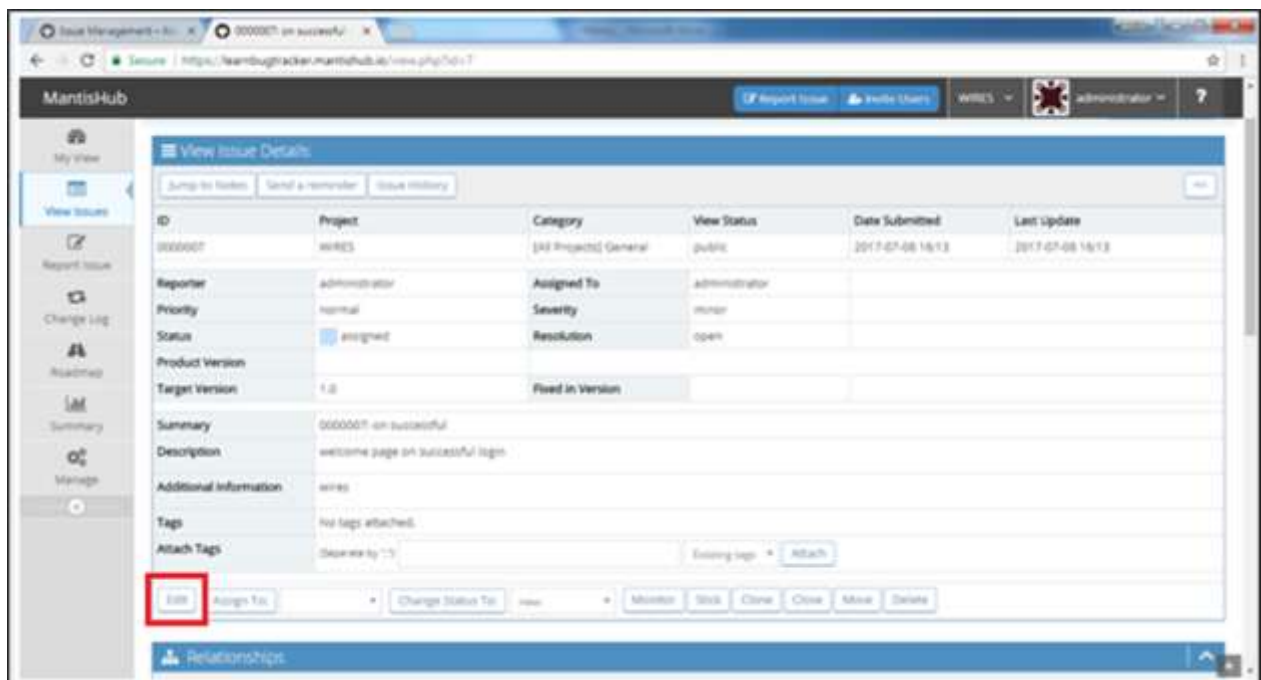 Issue Management – Ro
0000007: on successful
Secure https://learnbugtracker.mantishub.io/view.php?id=7
MantisHub
Report Issue
Invite Users
WIRES
administrator
?
My View
View Issues
Report Issue
Change Log
Roadmap
Summary
Manage
View Issue Details
Jump to Notes Send a reminder Issue History
ID Project Category View Status Date Submitted Last Update
0000007 WIRES [All Projects] General public 2017-07-08 16:13 2017-07-08 16:13
Reporter administrator Assigned To administrator
Priority normal Severity minor
Status assigned Resolution open
Product Version
Target Version 1.0 Fixed in Version
Summary 0000007: on successful
Description welcome page on successful login
Additional Information wires
Tags No tags attached.
Attach Tags (Separate by ",") Existing tags Attach
Edit Assign To: Change Status To: new Monitor Stick Clone Close Move Delete
Relationships